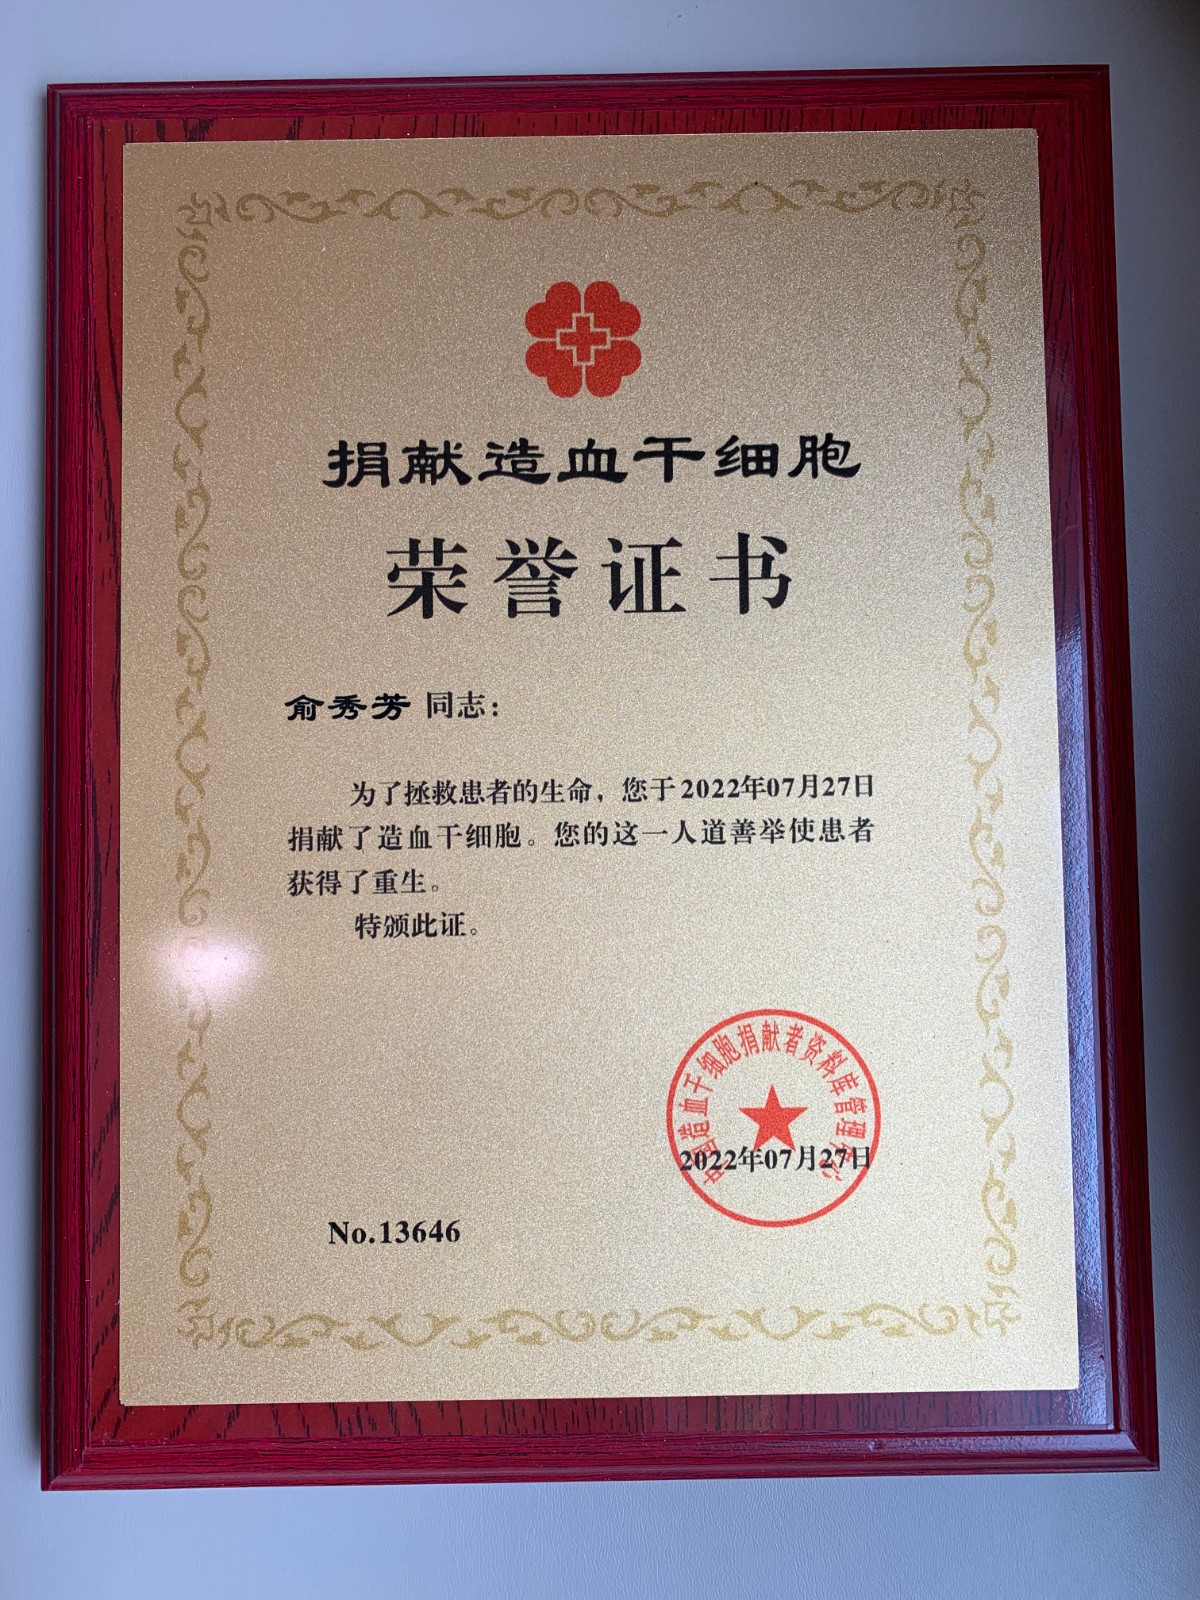 捐献造血干细胞
荣誉证书
俞秀芳 同志：
为了拯救患者的生命，您于2022年07月27日
捐献了造血干细胞。您的这一人道善举使患者
获得了重生。
特颁此证。
中国造血干细胞捐献者资料库管理中心
2022年07月27日
No.13646